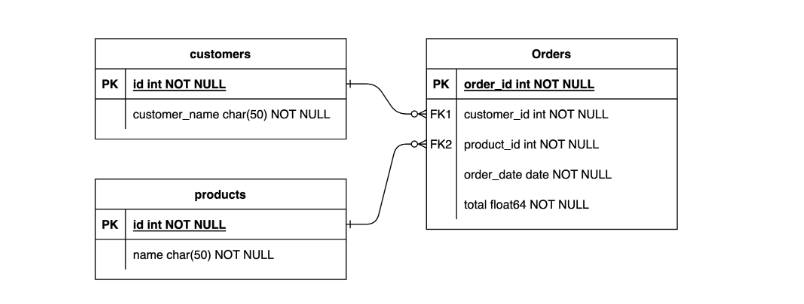 customers
PK id int NOT NULL
customer_name char(50) NOT NULL
products
PK id int NOT NULL
name char(50) NOT NULL
Orders
PK order_id int NOT NULL
FK1 customer_id int NOT NULL
FK2 product_id int NOT NULL
order_date date NOT NULL
total float64 NOT NULL